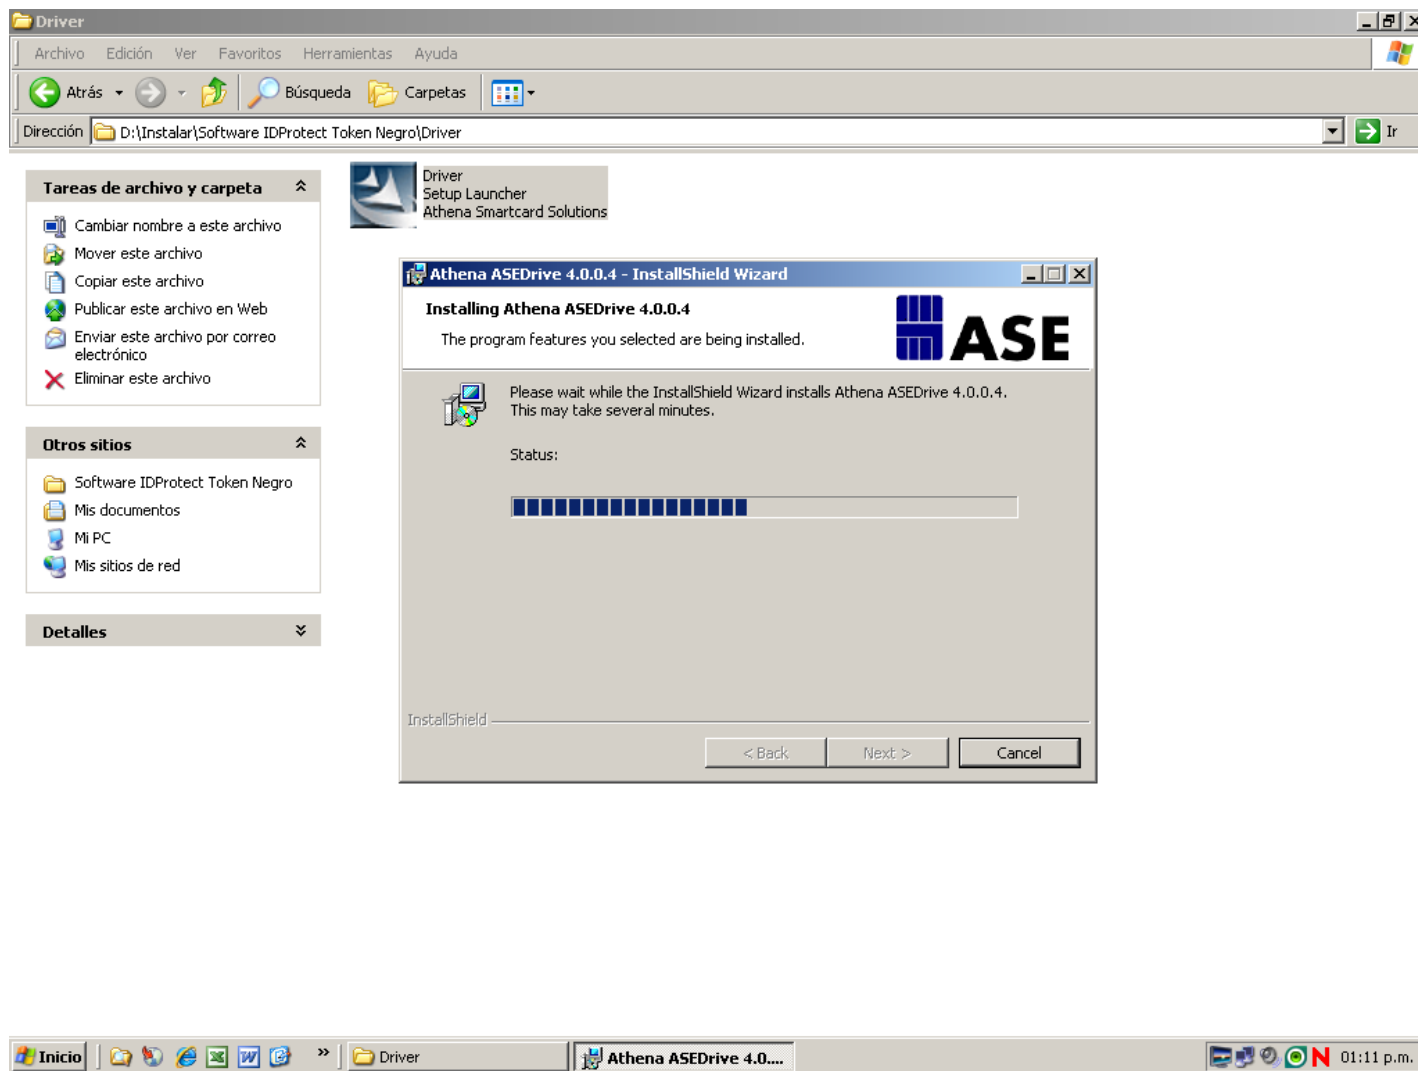 Driver
Archivo Edición Ver Favoritos Herramientas Ayuda
Atrás Búsqueda Carpetas
Dirección D:\Instalar\Software IDProtect Token Negro\Driver Ir
Tareas de archivo y carpeta
Cambiar nombre a este archivo
Mover este archivo
Copiar este archivo
Publicar este archivo en Web
Enviar este archivo por correo
electrónico
Eliminar este archivo
Otros sitios
Software IDProtect Token Negro
Mis documentos
Mi PC
Mis sitios de red
Detalles
Driver
Setup Launcher
Athena Smartcard Solutions
Athena ASEDrive 4.0.0.4 - InstallShield Wizard
Installing Athena ASEDrive 4.0.0.4
The program features you selected are being installed.
ASE
Please wait while the InstallShield Wizard installs Athena ASEDrive 4.0.0.4.
This may take several minutes.
Status:
InstallShield
< Back Next > Cancel
Inicio » Driver Athena ASEDrive 4.0.... N 01:11 p.m.